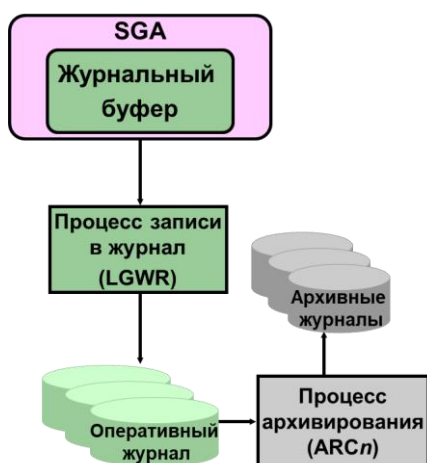 SGA
Журнальный
буфер
Процесс записи
в журнал
(LGWR)
Архивные
журналы
Оперативный
журнал
Процесс
архивирования
(ARCn)